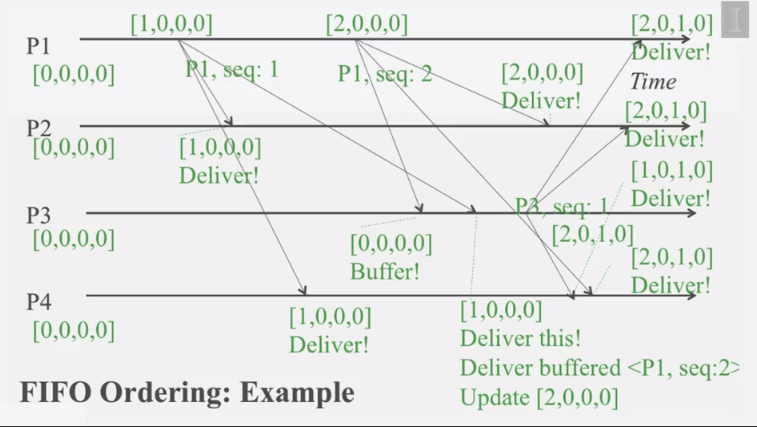 [1,0,0,0]
[2,0,0,0]
[2,0,1,0]
P1
Deliver!
[0,0,0,0]
P1, seq: 1
P1, seq: 2
[2,0,0,0]
Time
Deliver!
[2,0,1,0]
P2
Deliver!
[0,0,0,0]
[1,0,0,0]
Deliver!
[1,0,1,0]
Deliver!
P3
P3, seq: 1
[0,0,0,0]
[0,0,0,0]
Buffer!
[2,0,1,0]
[2,0,1,0]
Deliver!
P4
[0,0,0,0]
[1,0,0,0]
Deliver!
[1,0,0,0]
Deliver this!
Deliver buffered <P1, seq:2>
Update [2,0,0,0]
FIFO Ordering: Example